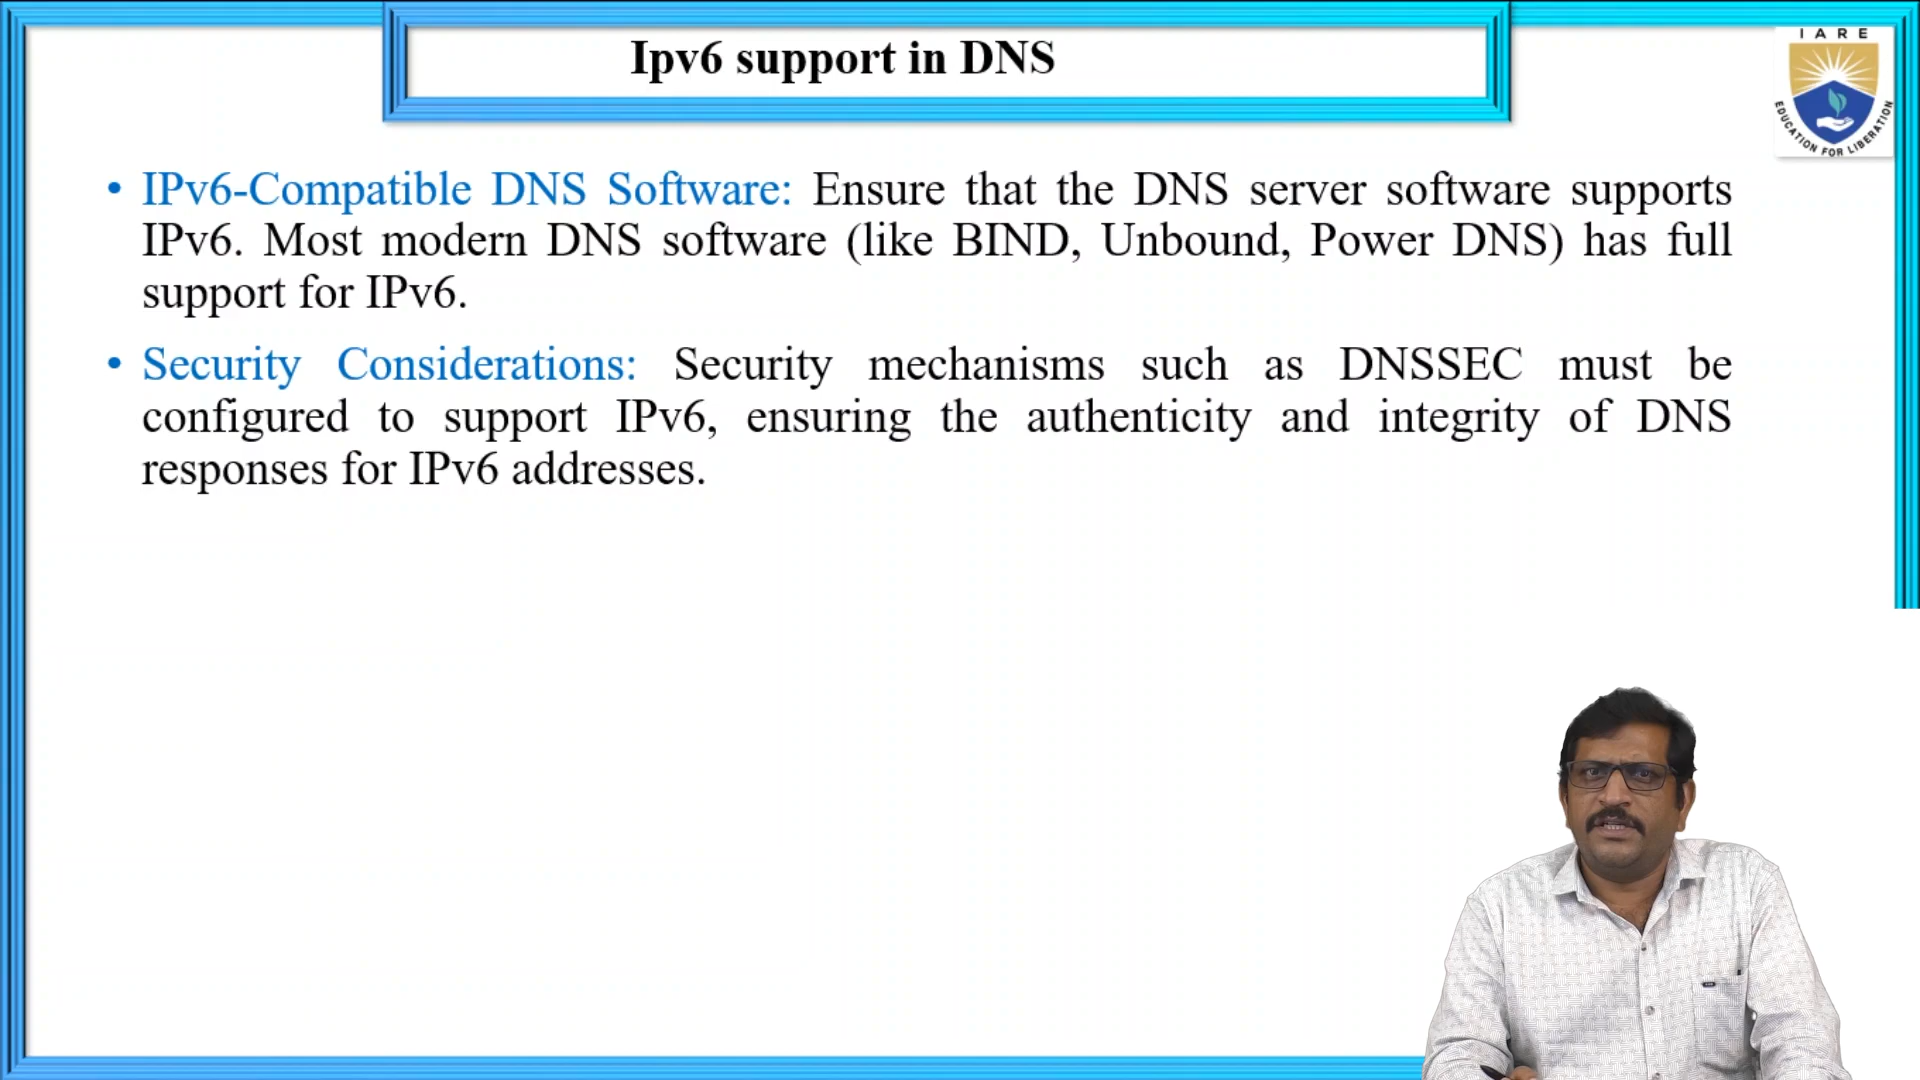 Ipv6 support in DNS
IARE
EDUCATION FOR LIBERATION
• IPv6-Compatible DNS Software: Ensure that the DNS server software supports
IPv6. Most modern DNS software (like BIND, Unbound, Power DNS) has full
support for IPv6.
• Security Considerations: Security mechanisms such as DNSSEC must be
configured to support IPv6, ensuring the authenticity and integrity of DNS
responses for IPv6 addresses.